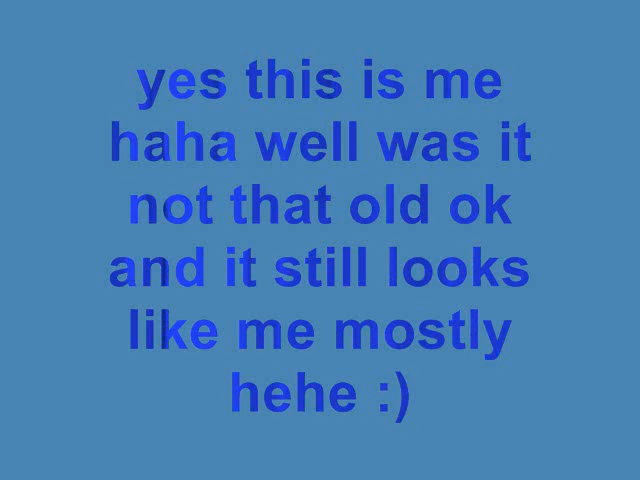 yes this is me
haha well was it
not that old ok
and it still looks
like me mostly
hehe :)